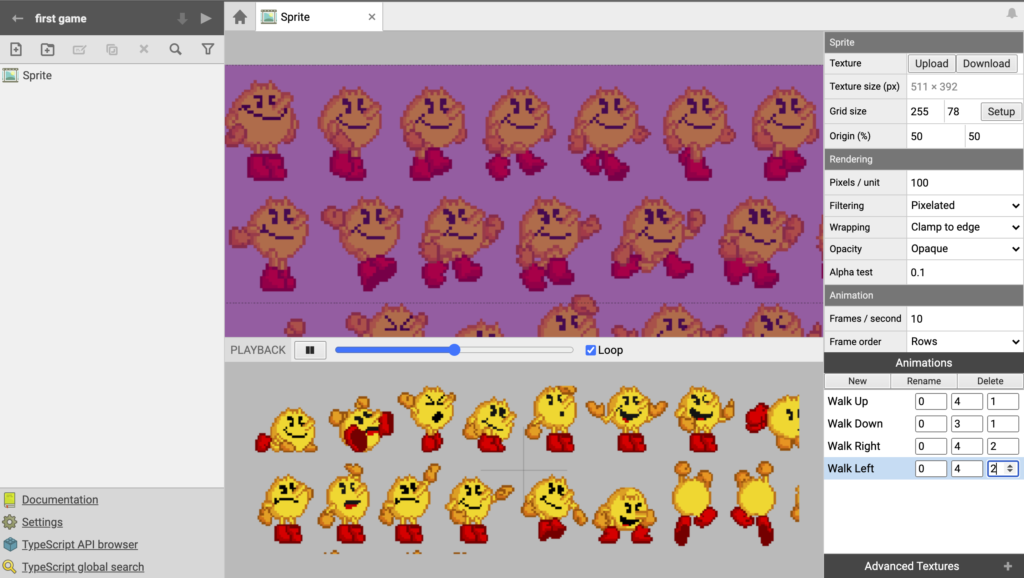 first game
Sprite
Sprite
Sprite
Texture Upload Download
Texture size (px) 511 × 392
Grid size 255 78 Setup
Origin (%) 50 50
Rendering
Pixels / unit 100
Filtering Pixelated
Wrapping Clamp to edge
Opacity Opaque
Alpha test 0.1
Animation
Frames / second 10
Frame order Rows
PLAYBACK Loop
Animations
New Rename Delete
Walk Up 0 4 1
Walk Down 0 3 1
Walk Right 0 4 2
Walk Left 0 4 2
Documentation
Settings
TypeScript API browser
TypeScript global search
Advanced Textures +